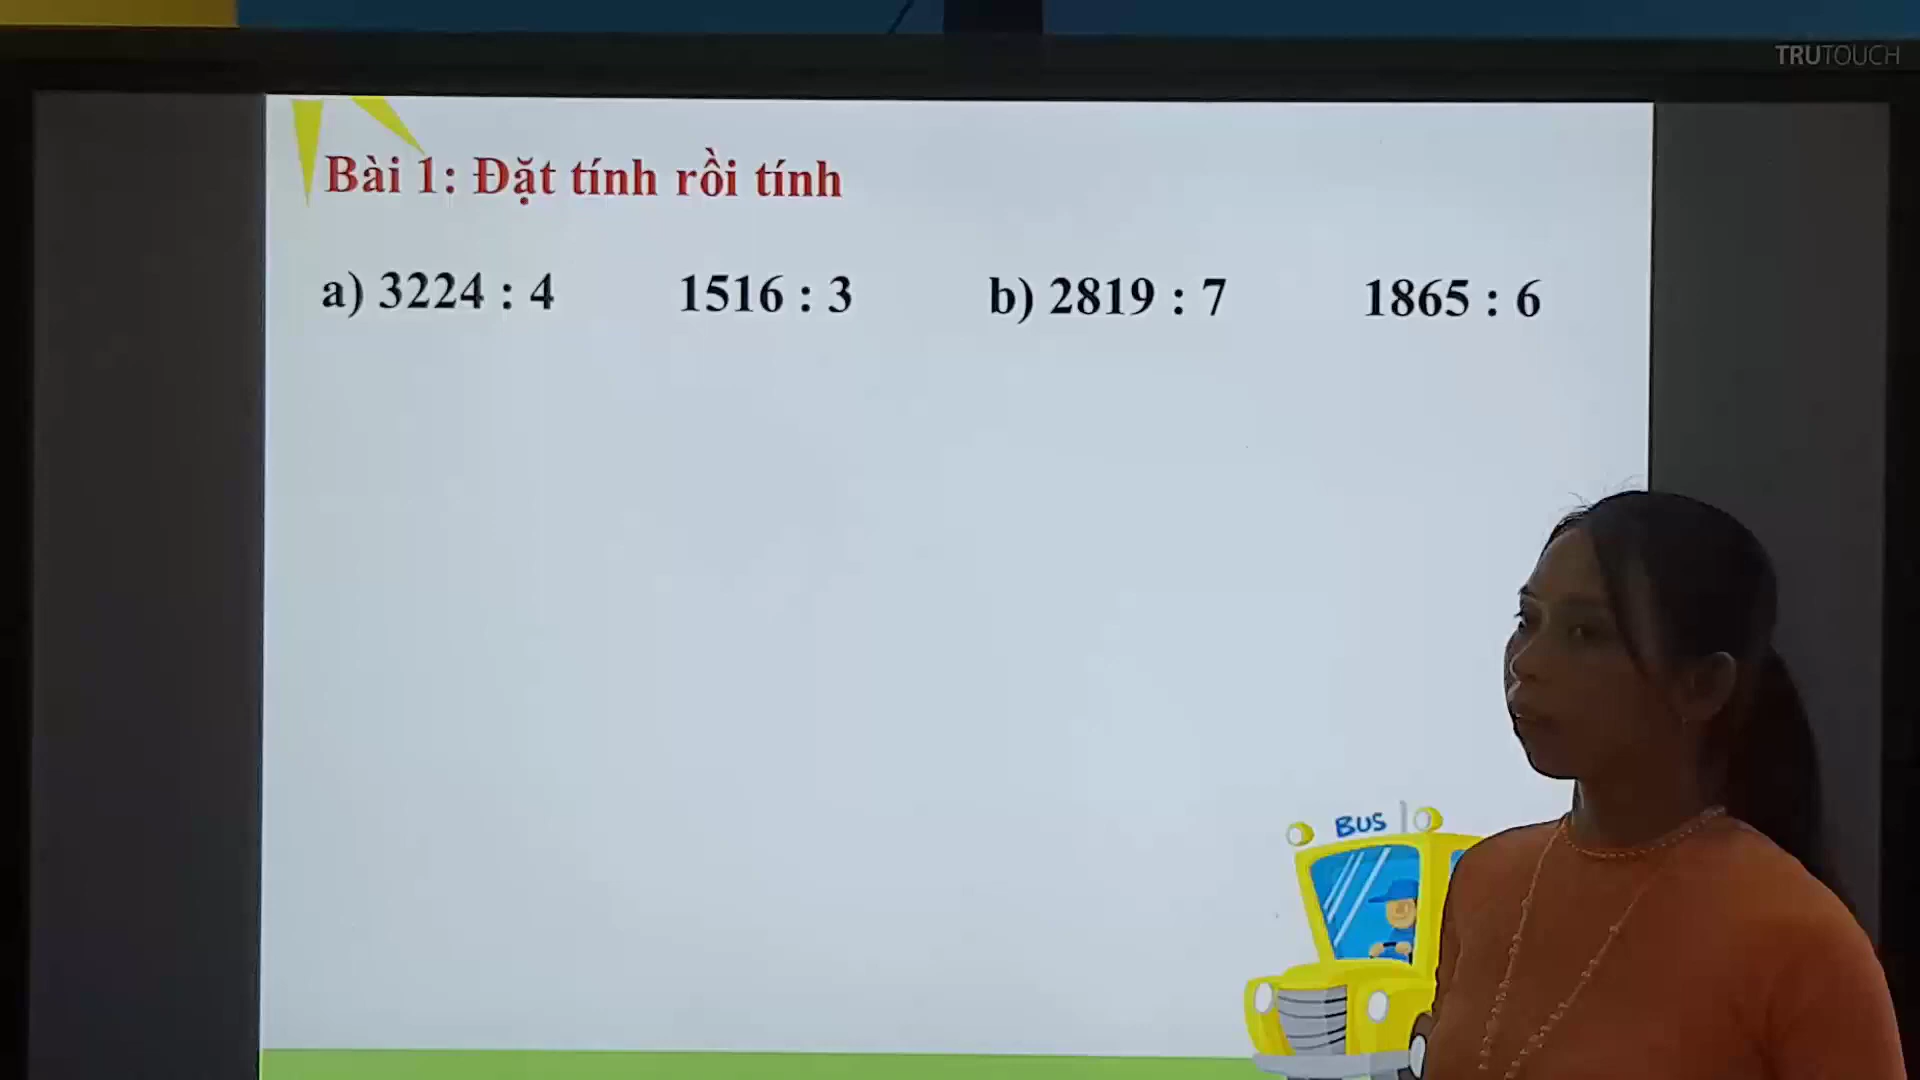 TRUTOUCH
Bài 1: Đặt tính rồi tính
a) 3224 : 4 1516 : 3 b) 2819 : 7 1865 : 6
BUS